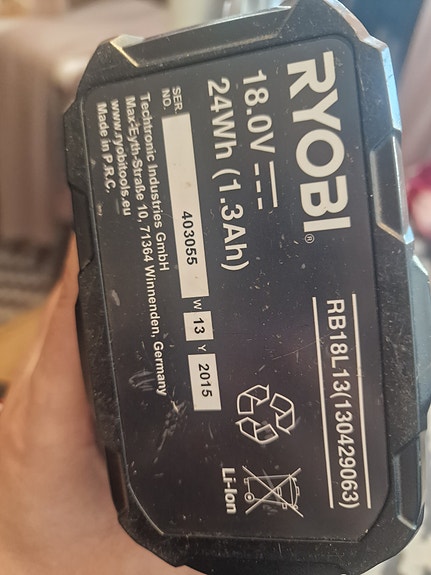 RYOBI®
RB18L13(130429063)
18.0V
24Wh (1.3Ah)
Li-Ion
SER.
NO. 403055 W 13 Y 2015
Techtronic Industries GmbH
Max-Eyth-Straße 10, 71364 Winnenden, Germany
www.ryobitools.eu
Made in P.R.C.